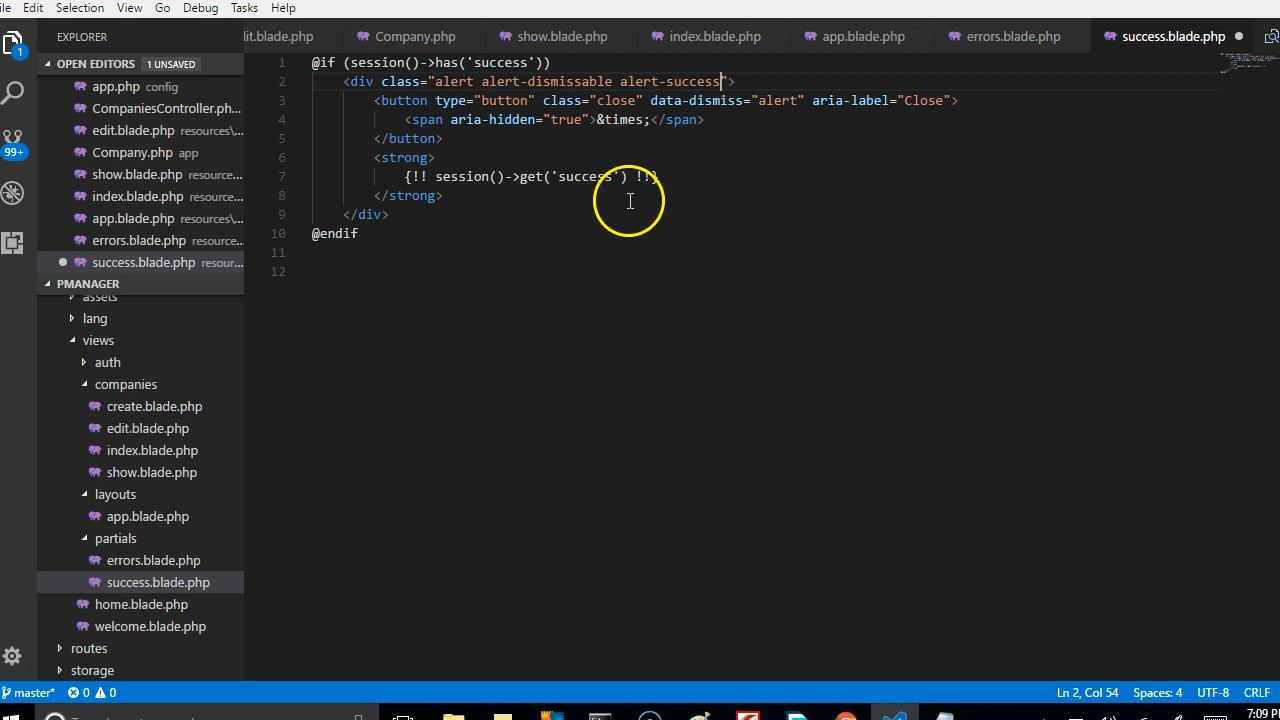 ile Edit Selection View Go Debug Tasks Help
EXPLORER
lit.blade.php Company.php show.blade.php index.blade.php app.blade.php errors.blade.php success.blade.php
1
OPEN EDITORS 1 UNSAVED
app.php config
CompaniesController.ph...
edit.blade.php resources\...
Company.php app
show.blade.php resource...
index.blade.php resource...
app.blade.php resources\...
errors.blade.php resource...
success.blade.php resour...
99+
PMANAGER
assets
lang
views
auth
companies
create.blade.php
edit.blade.php
index.blade.php
show.blade.php
layouts
app.blade.php
partials
errors.blade.php
success.blade.php
home.blade.php
welcome.blade.php
routes
storage
1 @if (session()->has('success'))
2 <div class="alert alert-dismissable alert-success">
3 <button type="button" class="close" data-dismiss="alert" aria-label="Close">
4 <span aria-hidden="true">&times;</span>
5 </button>
6 <strong>
7 {!! session()->get('success') !!}
8 </strong>
9 </div>
10 @endif
11
12
master* 0 0 Ln 2, Col 54 Spaces: 4 UTF-8 CRLF
7:09 P